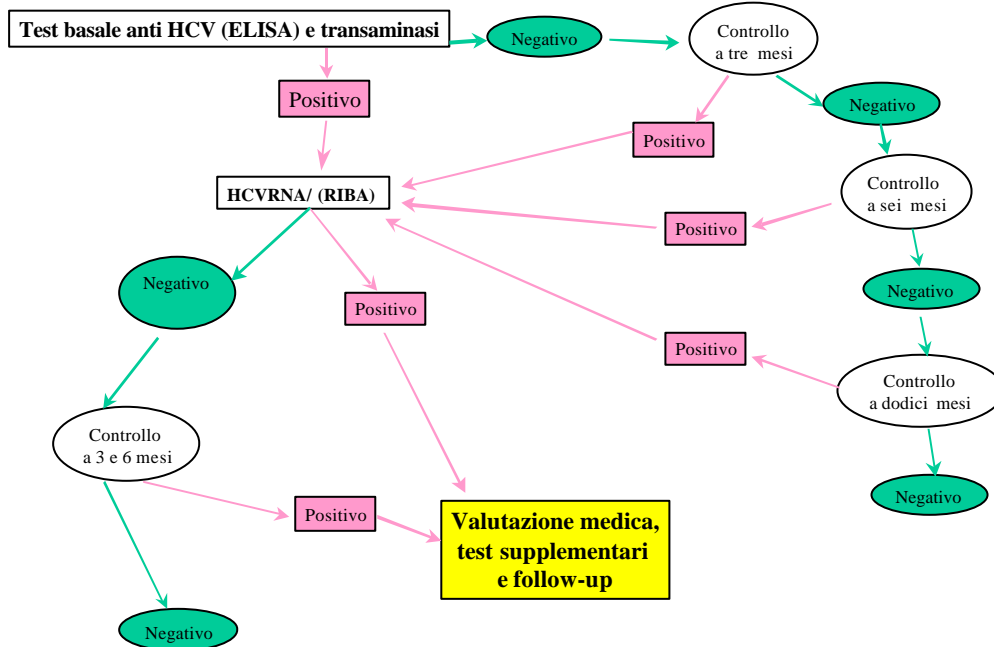 Test basale anti HCV (ELISA) e transaminasi
Negativo
Controllo
a tre mesi
Positivo
Negativo
Positivo
HCVRNA/ (RIBA)
Controllo
a sei mesi
Positivo
Negativo
Negativo
Positivo
Positivo
Controllo
a dodici mesi
Controllo
a 3 e 6 mesi
Negativo
Positivo
Valutazione medica,
test supplementari
e follow-up
Negativo